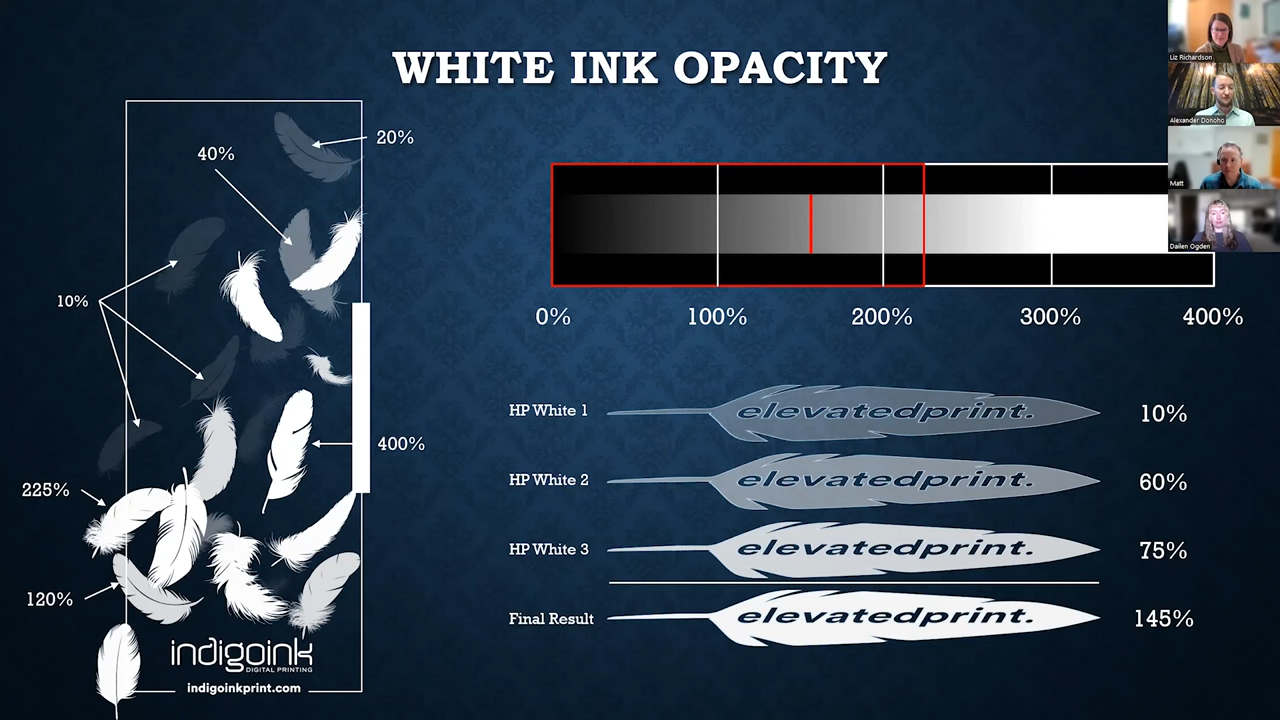 WHITE INK OPACITY
20%
40%
10%
400%
225%
120%
indigoink
DIGITAL PRINTING
indigoinkprint.com
0% 100% 200% 300% 400%
HP White 1 elevatedprint. 10%
HP White 2 elevatedprint. 60%
HP White 3 elevatedprint. 75%
Final Result elevatedprint. 145%
Liz Richardson
Alexander Donoho
Matt
Dailen Ogden